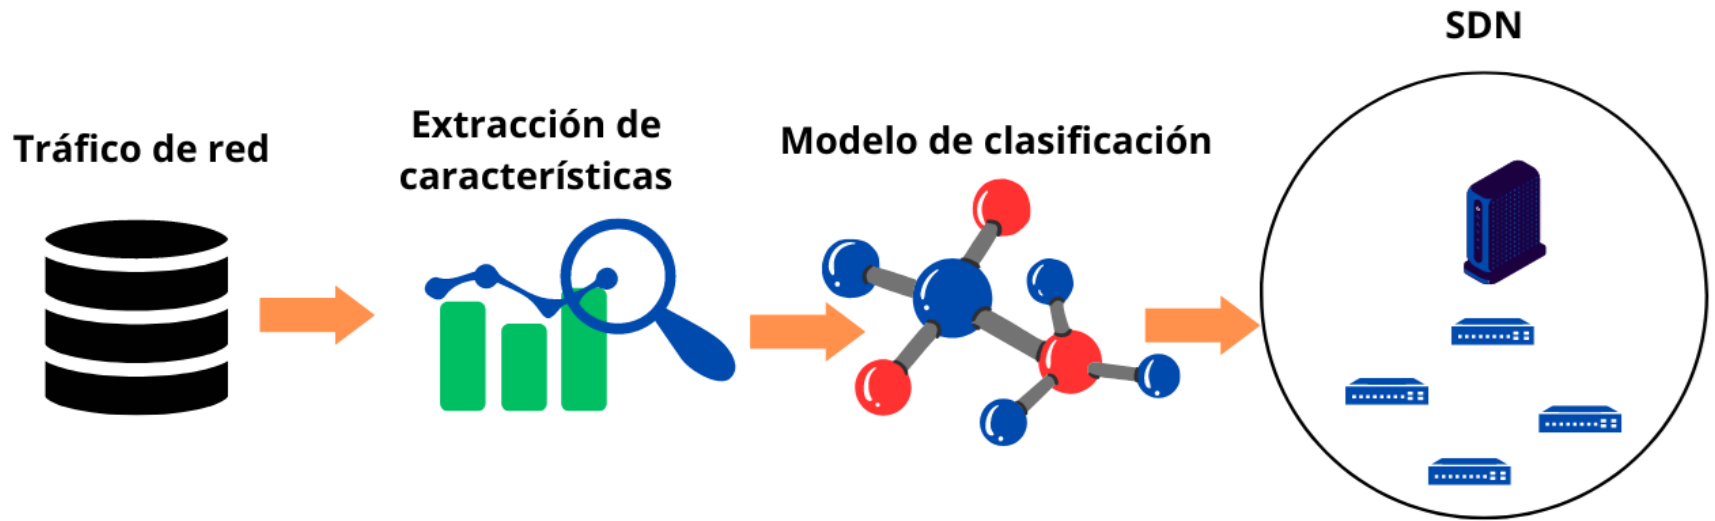 Tráfico de red
Extracción de
características
Modelo de clasificación
SDN